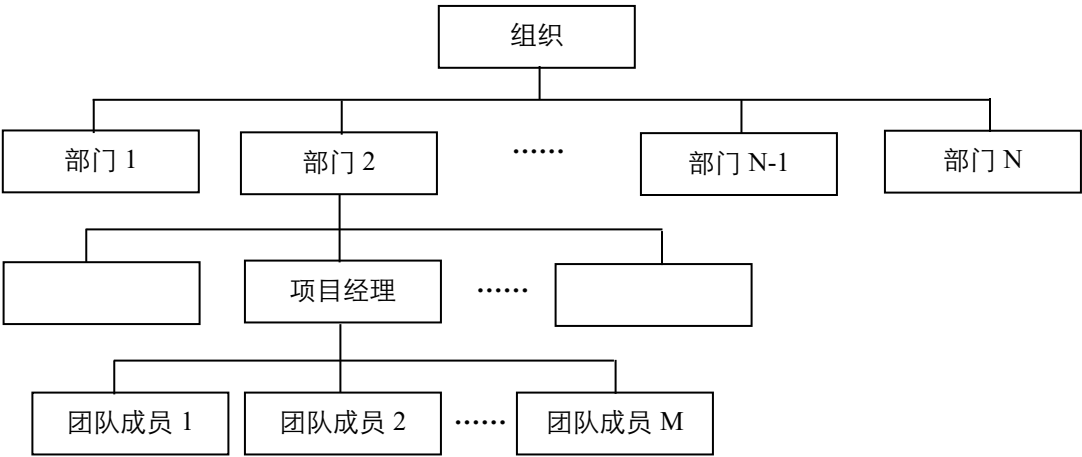 组织
部门 1
部门 2
……
部门 N-1
部门 N
项目经理
……
团队成员 1
团队成员 2
……
团队成员 M